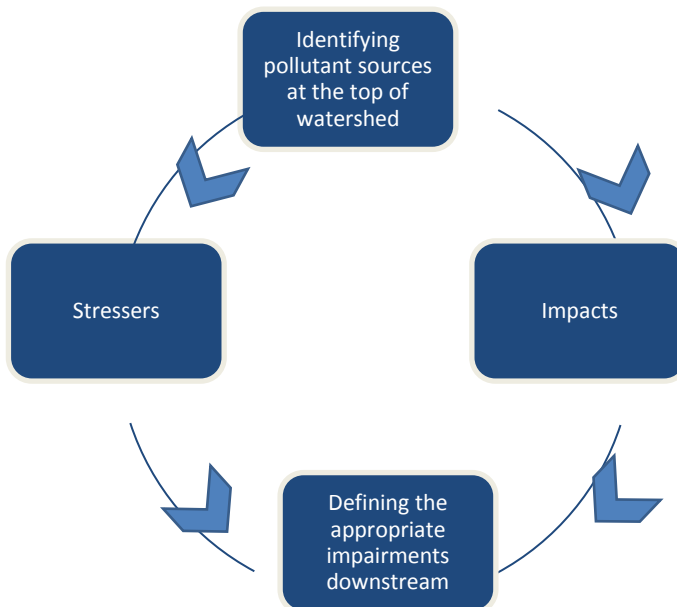 Identifying
pollutant sources
at the top of
watershed
Stressers
Impacts
Defining the
appropriate
impairments
downstream